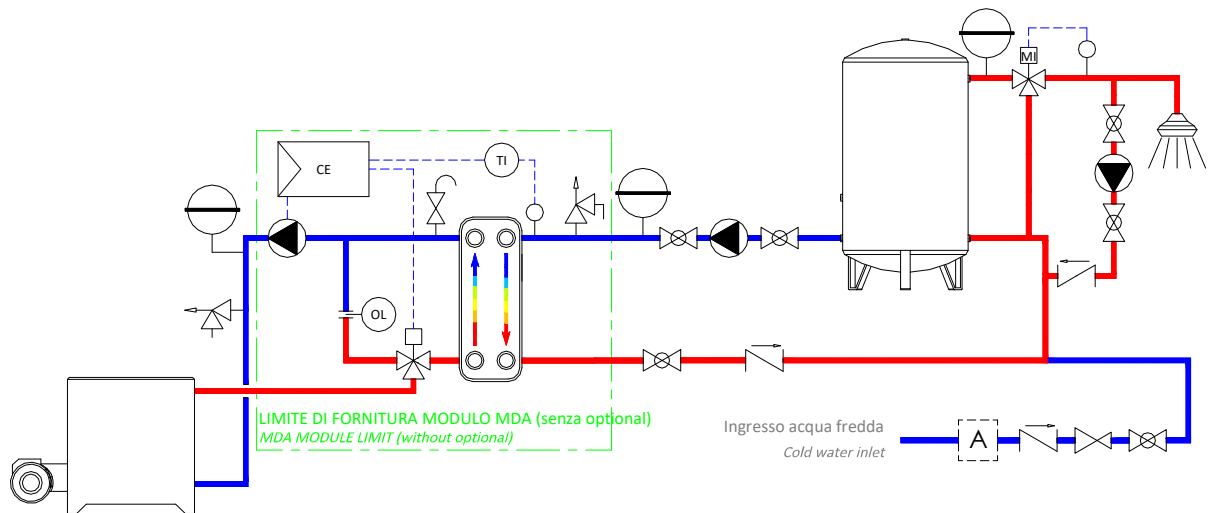 MI
CE
TI
OL
LIMITE DI FORNITURA MODULO MDA (senza optional)
MDA MODULE LIMIT (without optional)
Ingresso acqua fredda
Cold water inlet
A